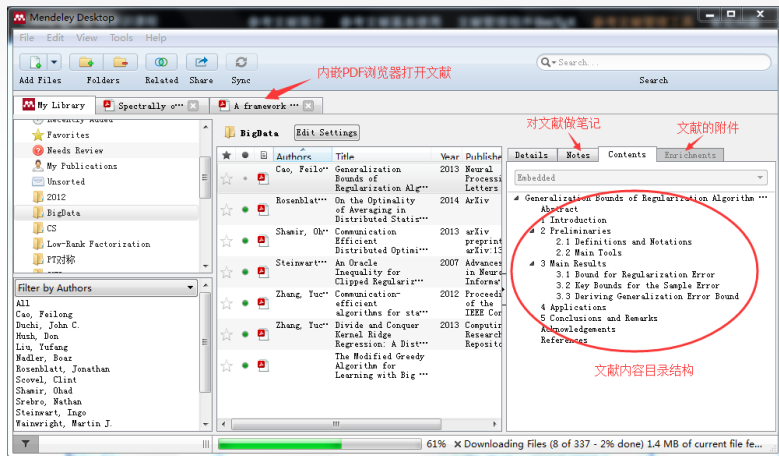 Mendeley Desktop
File Edit View Tools Help
Add Files Folders Related Share Sync
内嵌PDF浏览器打开文献
Search...
Search
My Library
Spectrally o...
A framework ...
Recently Added
Favorites
Needs Review
My Publications
Unsorted
2012
BigData
CS
Low-Rank Factorization
PT对称
Filter by Authors
All
Cao, Feilong
Duchi, John C.
Hush, Don
Liu, Yufang
Nadler, Boaz
Rosenblatt, Jonathan
Scovel, Clint
Shamir, Ohad
Srebro, Nathan
Steinwart, Ingo
Wainwright, Martin J.
BigData Edit Settings
Authors Title Year Publishe
Cao, Feilo... Generalization 2013 Neural
Bounds of Processi
Regularization Alg... Letters
Rosenblat... On the Optimality 2014 ArXiv
of Averaging in
Distributed Statis...
Shamir, Oh... Communication 2013 arXiv
Efficient preprint
Distributed Optimi... arXiv:13
Steinwart... An Oracle 2007 Advances
Inequality for in Neura
Clipped Regulariz... Informa
Zhang, Yuc... Communication- 2012 Proceedi
efficient of the
algorithms for sta... IEEE Con
Zhang, Yuc... Divide and Conquer 2013 Computin
Kernel Ridge Research
Regression: A Dist... Reposito
The Modified Greedy
Algorithm for
Learning with Big ...
对文献做笔记
文献的附件
Details Notes Contents Enrichments
Embedded
Generalization Bounds of Regularization Algorithm ...
Abstract
1 Introduction
2 Preliminaries
2.1 Definitions and Notations
2.2 Main Tools
3 Main Results
3.1 Bound for Regularization Error
3.2 Key Bounds for the Sample Error
3.3 Deriving Generalization Error Bound
4 Applications
5 Conclusions and Remarks
Acknowledgements
References
文献内容目录结构
61% Downloading Files (8 of 337 - 2% done) 1.4 MB of current file fe...